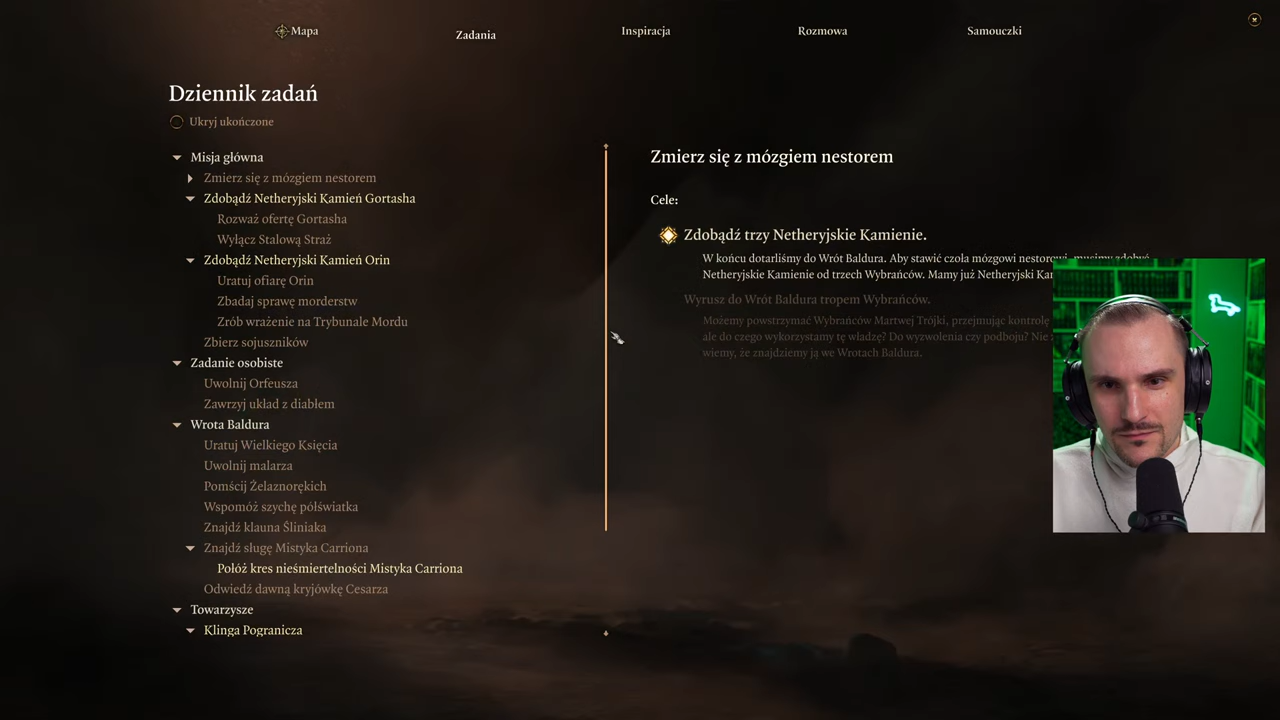 Mapa
Zadania
Inspiracja
Rozmowa
Samouczki
Dziennik zadań
Ukryj ukończone
Misja główna
Zmierz się z mózgiem nestorem
Zdobądź Netheryjski Kamień Gortasha
Rozważ ofertę Gortasha
Wyłącz Stalową Straż
Zdobądź Netheryjski Kamień Orin
Uratuj ofiarę Orin
Zbadaj sprawę morderstw
Zrób wrażenie na Trybunale Mordu
Zbierz sojuszników
Zadanie osobiste
Uwolnij Orfeusza
Zawrzyj układ z diabłem
Wrota Baldura
Uratuj Wielkiego Księcia
Uwolnij malarza
Pomścij Żelaznorękich
Wspomóż szychę półświatka
Znajdź klauna Śliniaka
Znajdź sługę Mistyka Carriona
Połóż kres nieśmiertelności Mistyka Carriona
Odwiedź dawną kryjówkę Cesarza
Towarzysze
Klinga Pogranicza
Zmierz się z mózgiem nestorem
Cele:
Zdobądź trzy Netheryjskie Kamienie.
W końcu dotarliśmy do Wrót Baldura. Aby stawić czoła mózgowi nestorowi, musimy zdobyć
Netheryjskie Kamienie od trzech Wybrańców. Mamy już Netheryjski
Wyrusz do Wrót Baldura tropem Wybrańców.
Możemy powstrzymać Wybrańców Martwej Trójki, przejmując kontrolę
ale do czego wykorzystamy tę władzę? Do wyzwolenia czy podboju? Nie
wiemy, że znajdziemy ją we Wrotach Baldura.